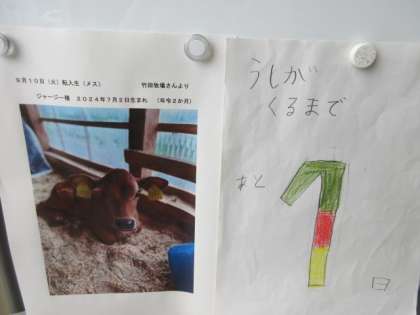 9月10日(火)転入生(メス)
竹田牧場さんより
ジャージー種 2024年7月2日生まれ (年令2か月)
うしが
くるまで
あと
1
日